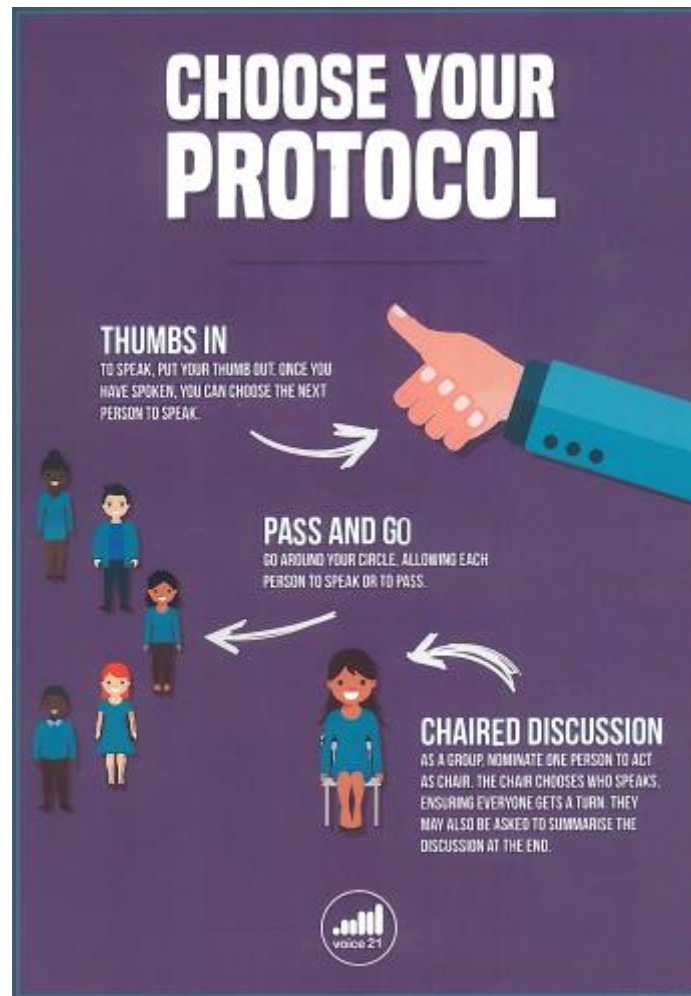 CHOOSE YOUR
PROTOCOL
THUMBS IN
TO SPEAK, PUT YOUR THUMB OUT. ONCE YOU
HAVE SPOKEN, YOU CAN CHOOSE THE NEXT
PERSON TO SPEAK.
PASS AND GO
GO AROUND YOUR CIRCLE, ALLOWING EACH
PERSON TO SPEAK OR TO PASS.
CHAIRED DISCUSSION
AS A GROUP, NOMINATE ONE PERSON TO ACT
AS CHAIR. THE CHAIR CHOOSES WHO SPEAKS,
ENSURING EVERYONE GETS A TURN. THEY
MAY ALSO BE ASKED TO SUMMARISE THE
DISCUSSION AT THE END.
voice 21